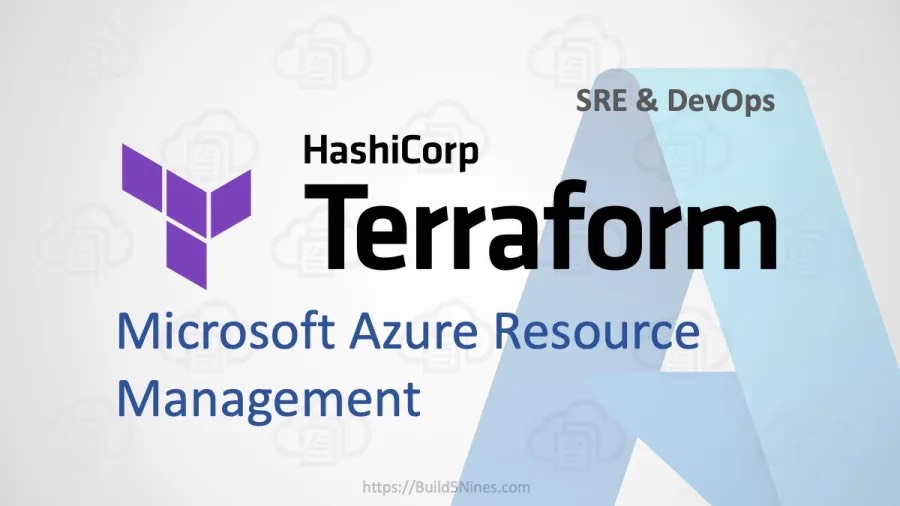 SRE & DevOps
HashiCorp
Terraform
Microsoft Azure Resource
Management
https://Build5Nines.com